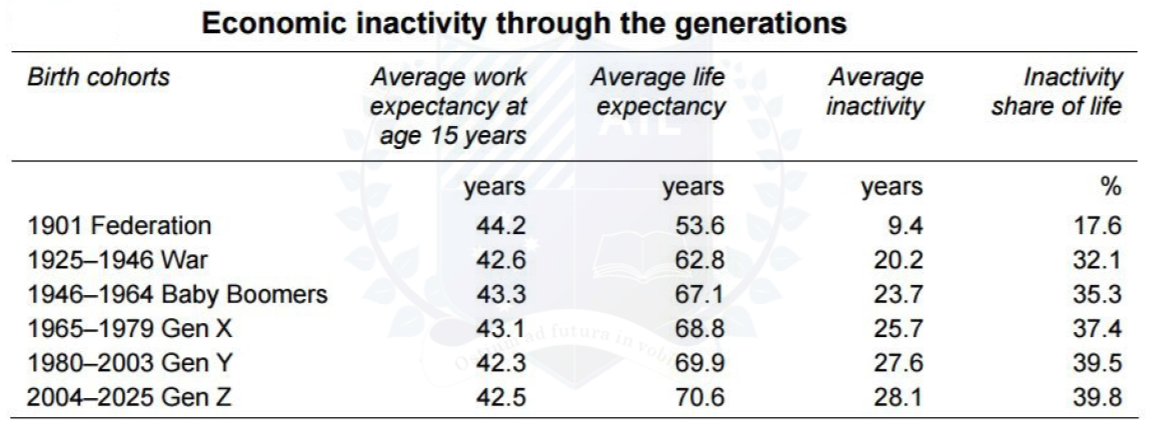 Economic inactivity through the generations
Birth cohorts Average work expectancy at age 15 years Average life expectancy Average inactivity Inactivity share of life
years years years %
1901 Federation 44.2 53.6 9.4 17.6
1925–1946 War 42.6 62.8 20.2 32.1
1946–1964 Baby Boomers 43.3 67.1 23.7 35.3
1965–1979 Gen X 43.1 68.8 25.7 37.4
1980–2003 Gen Y 42.3 69.9 27.6 39.5
2004–2025 Gen Z 42.5 70.6 28.1 39.8
ATL
ad futura in